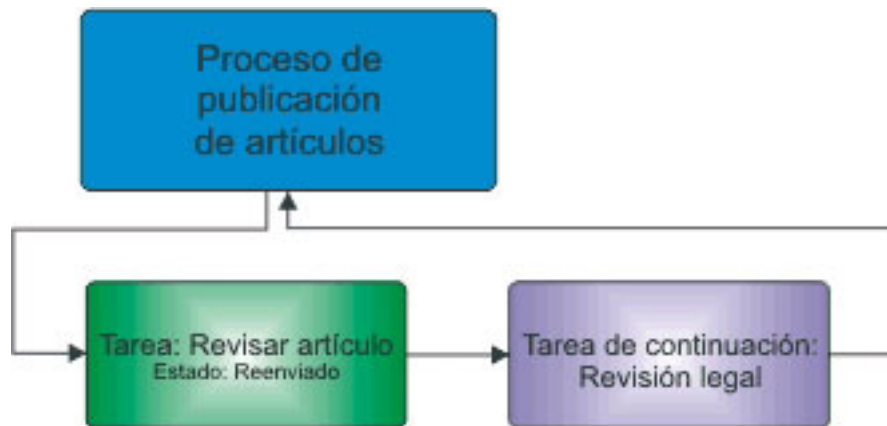 Proceso de
publicación
de artículos
Tarea: Revisar artículo
Estado: Reenviado
Tarea de continuación:
Revisión legal